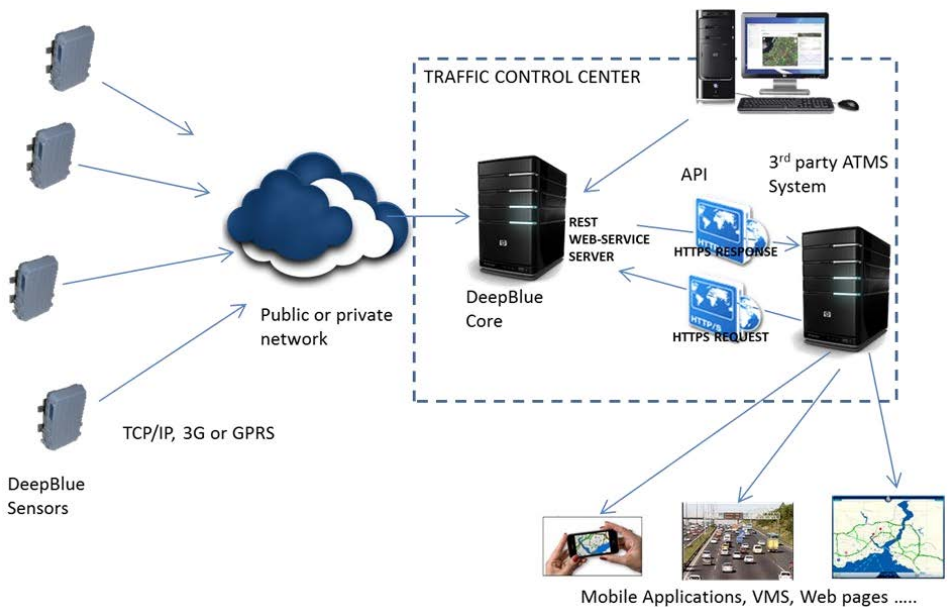 TRAFFIC CONTROL CENTER
3rd party ATMS
System
API
REST
WEB-SERVICE
SERVER
HTTPS RESPONSE
DeepBlue
Core
HTTP/S
HTTPS REQUEST
Public or private
network
TCP/IP, 3G or GPRS
DeepBlue
Sensors
Mobile Applications, VMS, Web pages .....